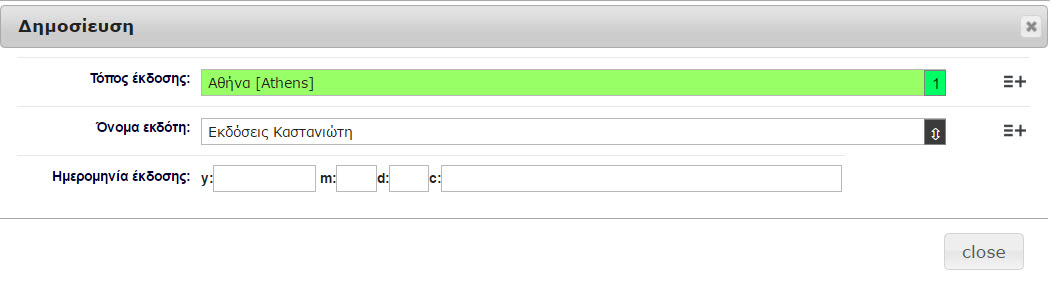 Δημοσίευση
Τόπος έκδοσης: Αθήνα [Athens] 1
Όνομα εκδότη: Εκδόσεις Καστανιώτη
Ημερομηνία έκδοσης: y: m: d: c:
close